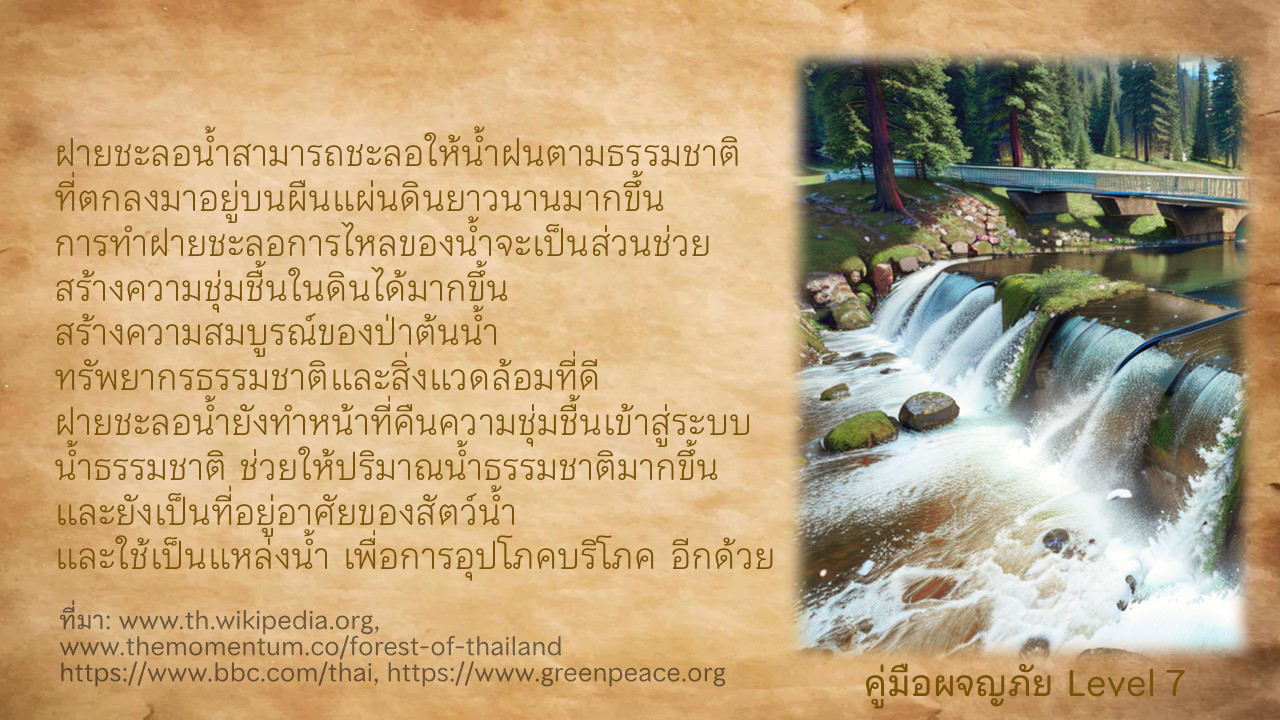 ฝายชะลอน้ำสามารถชะลอให้น้ำฝนตามธรรมชาติ
ที่ตกลงมาอยู่บนผืนแผ่นดินยาวนานมากขึ้น
การทำฝายชะลอการไหลของน้ำจะเป็นส่วนช่วย
สร้างความชุ่มชื้นในดินได้มากขึ้น
สร้างความสมบูรณ์ของป่าต้นน้ำ
ทรัพยากรธรรมชาติและสิ่งแวดล้อมที่ดี
ฝายชะลอน้ำยังทำหน้าที่คืนความชุ่มชื้นเข้าสู่ระบบ
น้ำธรรมชาติ ช่วยให้ปริมาณน้ำธรรมชาติมากขึ้น
และยังเป็นที่อยู่อาศัยของสัตว์น้ำ
และใช้เป็นแหล่งน้ำ เพื่อการอุปโภคบริโภค อีกด้วย
ที่มา: www.th.wikipedia.org,
www.themomentum.co/forest-of-thailand
https://www.bbc.com/thai, https://www.greenpeace.org
คู่มือผจญภัย Level 7